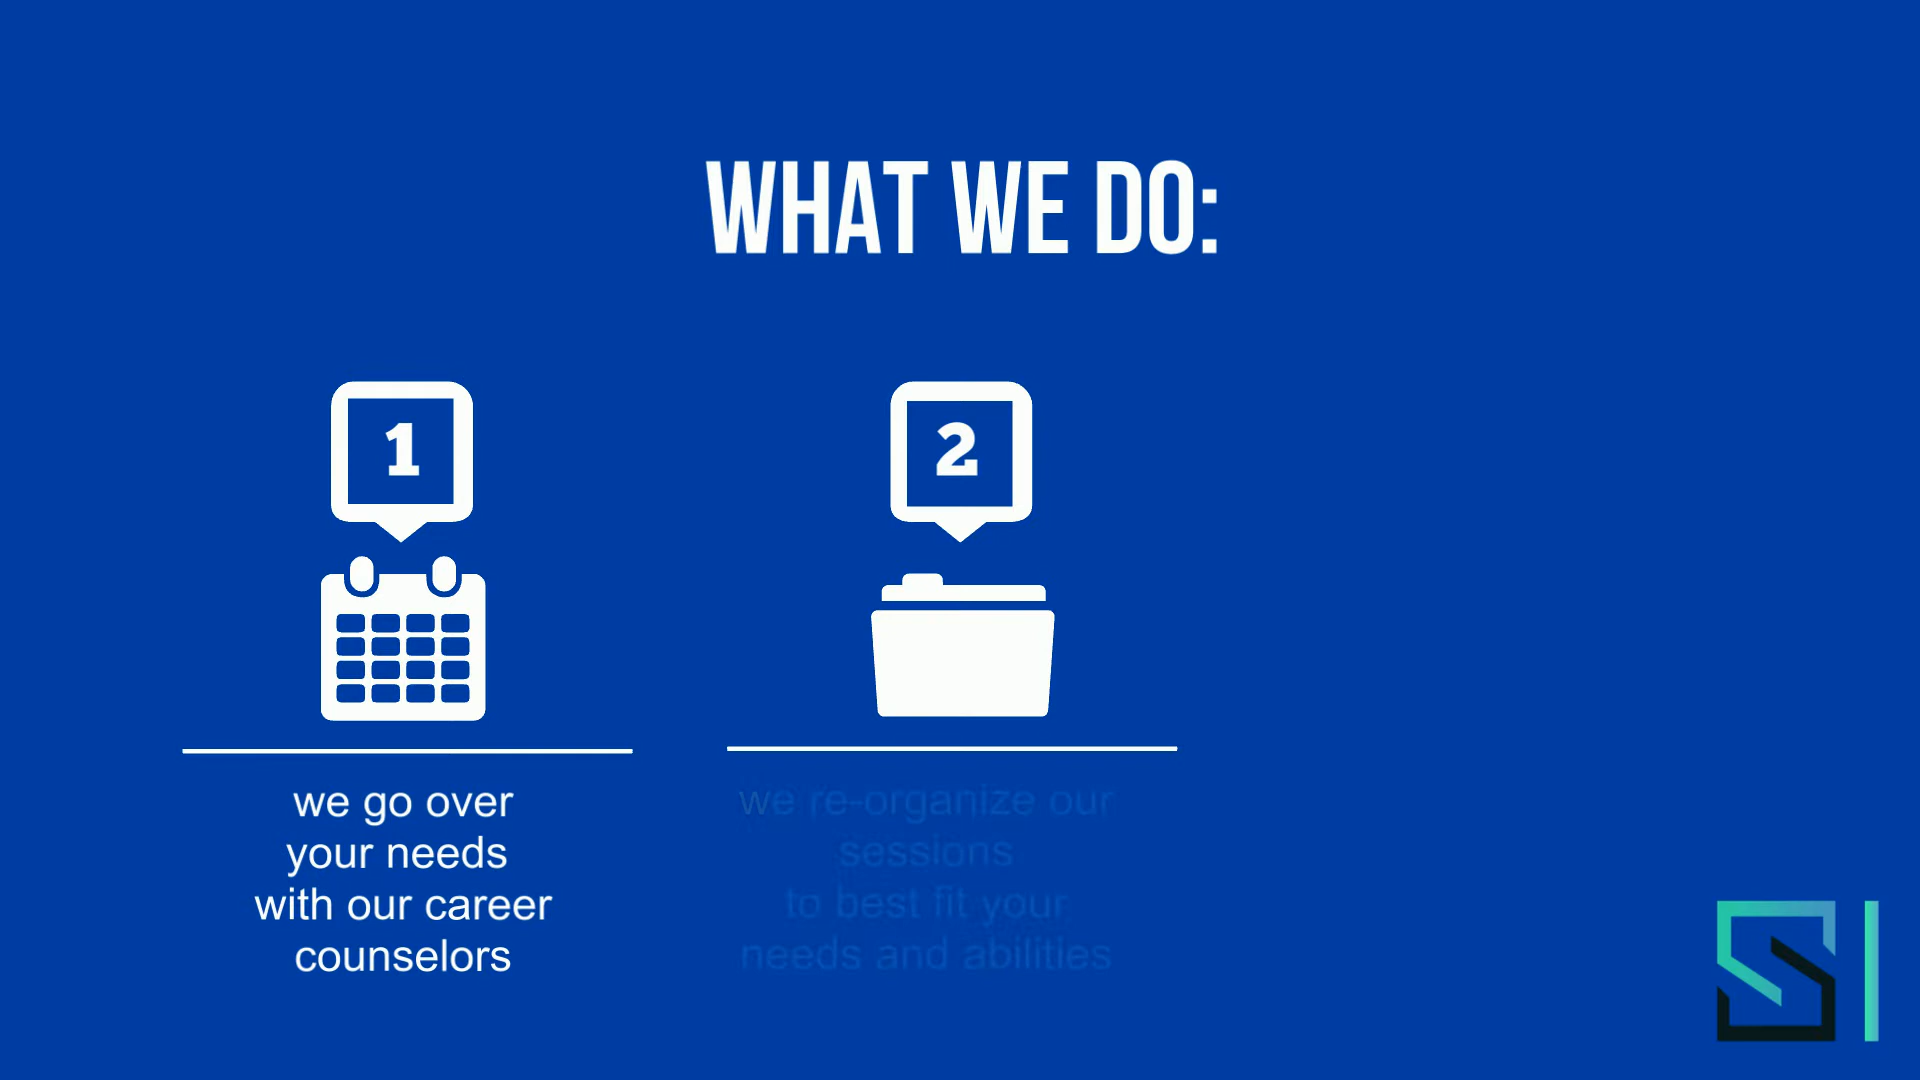 WHAT WE DO:
1
2
we go over
your needs
with our career
counselors
we re-organize our
sessions
to best fit your
needs and abilities
SI